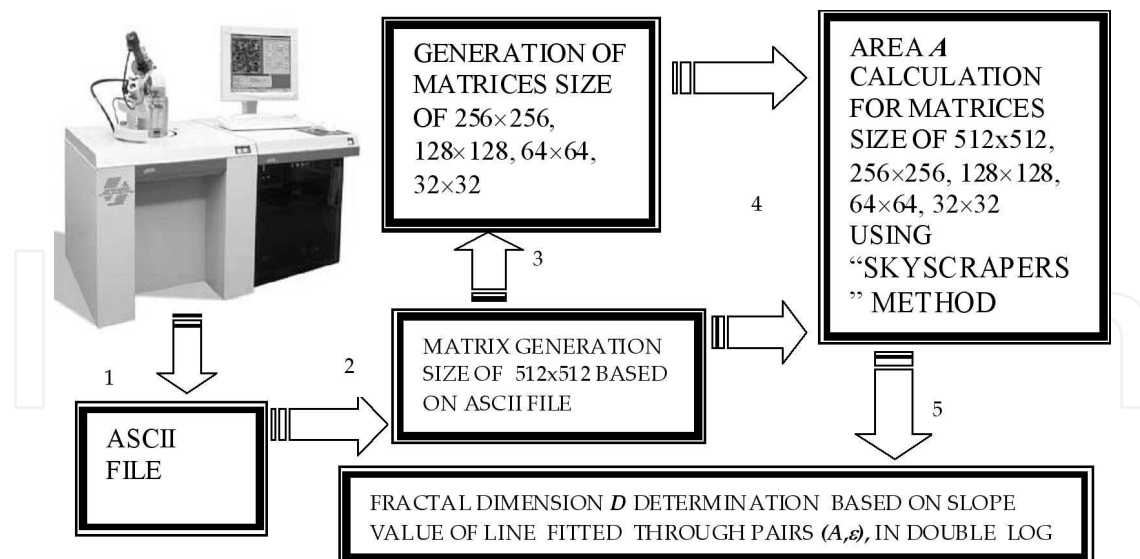 GENERATION OF
MATRICES SIZE
OF 256×256,
128×128, 64×64,
32×32
AREA A
CALCULATION
FOR MATRICES
SIZE OF 512x512,
256×256, 128×128,
64×64, 32×32
USING
“SKYSCRAPERS
” METHOD
4
3
MATRIX GENERATION
SIZE OF 512x512 BASED
ON ASCII FILE
1
2
ASCII
FILE
5
FRACTAL DIMENSION D DETERMINATION BASED ON SLOPE
VALUE OF LINE FITTED THROUGH PAIRS (A,ε), IN DOUBLE LOG